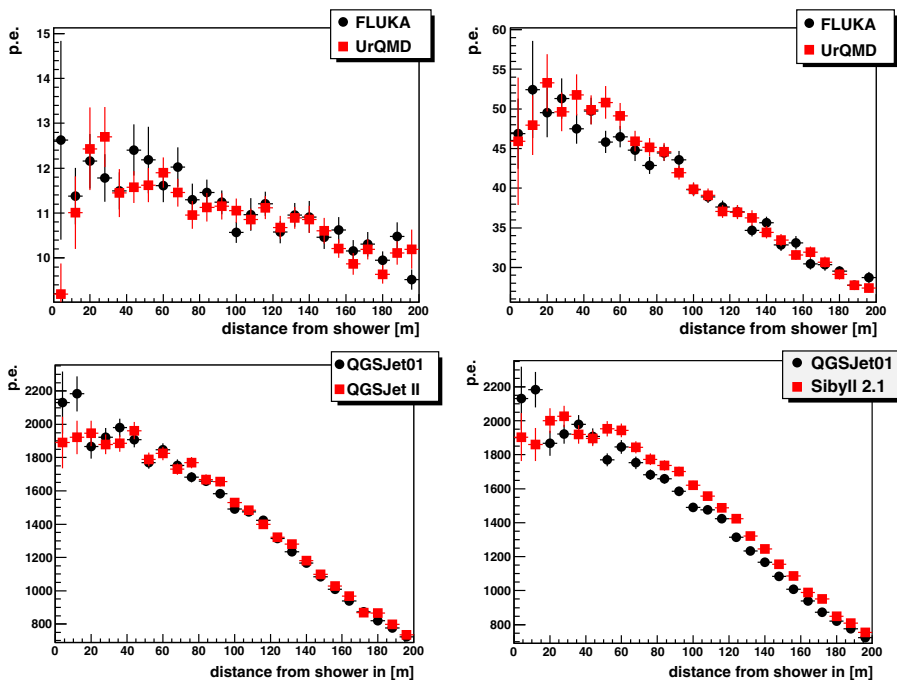 p.e.
FLUKA
UrQMD
15
14
13
12
11
10
0 20 40 60 80 100 120 140 160 180 200
distance from shower [m]
p.e.
FLUKA
UrQMD
60
55
50
45
40
35
30
0 20 40 60 80 100 120 140 160 180 200
distance from shower [m]
p.e.
QGSJet01
QGSJet II
2200
2000
1800
1600
1400
1200
1000
800
0 20 40 60 80 100 120 140 160 180 200
distance from shower in [m]
p.e.
QGSJet01
Sibyll 2.1
2200
2000
1800
1600
1400
1200
1000
800
0 20 40 60 80 100 120 140 160 180 200
distance from shower in [m]